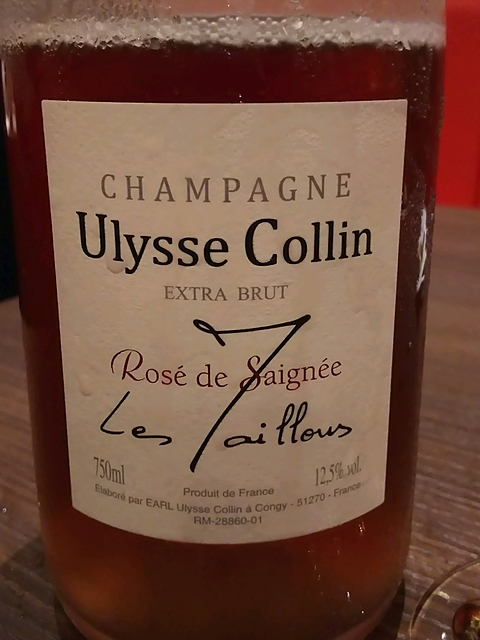 CHAMPAGNE
Ulysse Collin
EXTRA BRUT
Rosé de Saignée
Les Maillons
750ml
12,5% vol.
Produit de France
Elaboré par EARL Ulysse Collin à Congy - 51270 - France
RM-28860-01